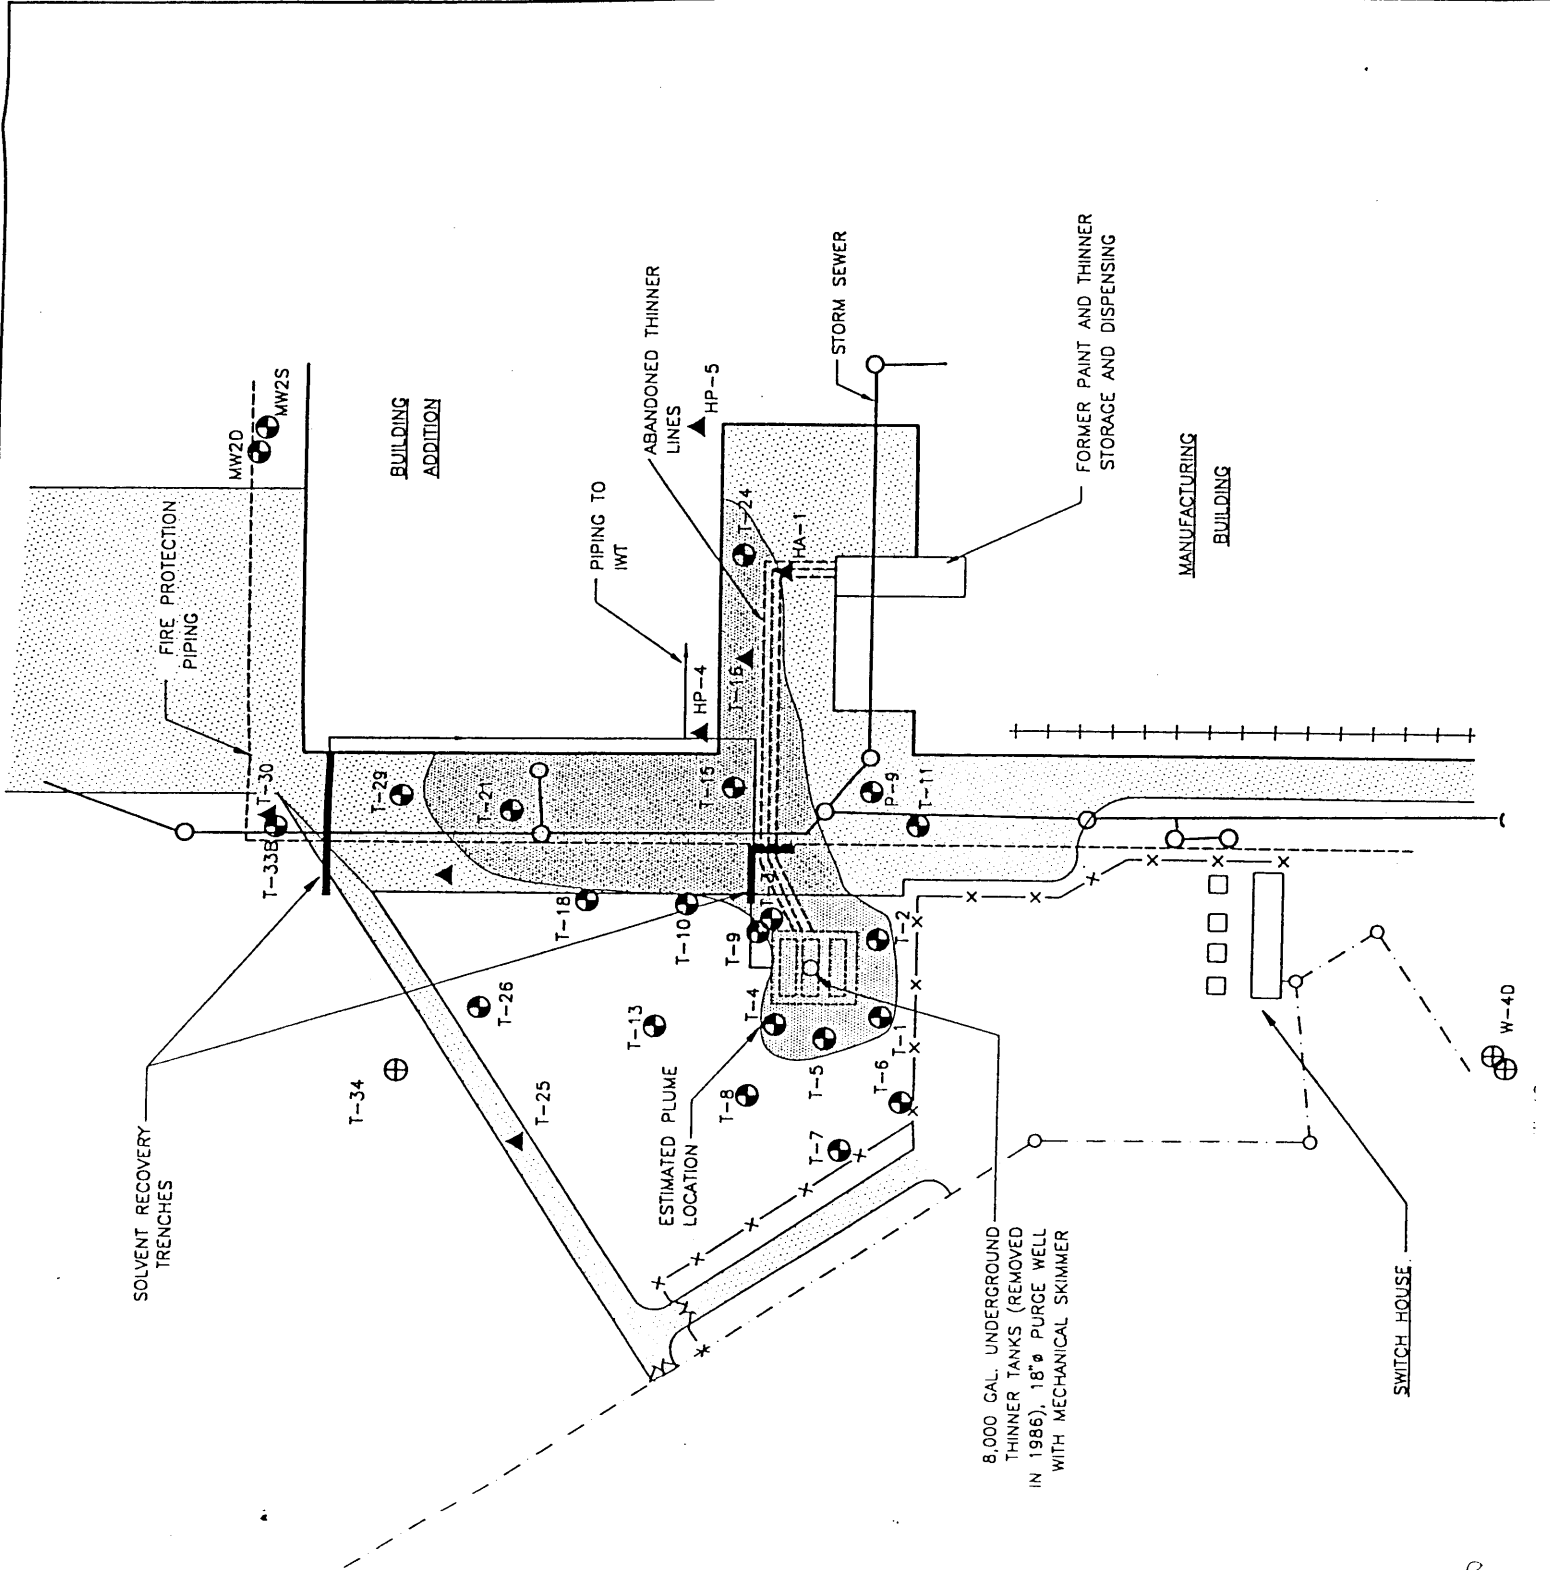 SOLVENT RECOVERY
TRENCHES
FIRE PROTECTION
PIPING
MW2D
MW2S
BUILDING
ADDITION
T-33B
T-30
T-29
T-21
T-34
T-26
T-25
T-18
T-10
T-13
PIPING TO
IWT
HP-4
HP-5
ABANDONED THINNER
LINES
T-24
HA-1
T-16
T-15
T-9
T-3
T-4
T-8
T-5
T-7
T-6
T-1
T-2
P-9
T-11
ESTIMATED PLUME
LOCATION
STORM SEWER
FORMER PAINT AND THINNER
STORAGE AND DISPENSING
MANUFACTURING
BUILDING
8,000 GAL. UNDERGROUND
THINNER TANKS (REMOVED
IN 1986), 18"ø PURGE WELL
WITH MECHANICAL SKIMMER
SWITCH HOUSE
W-4D